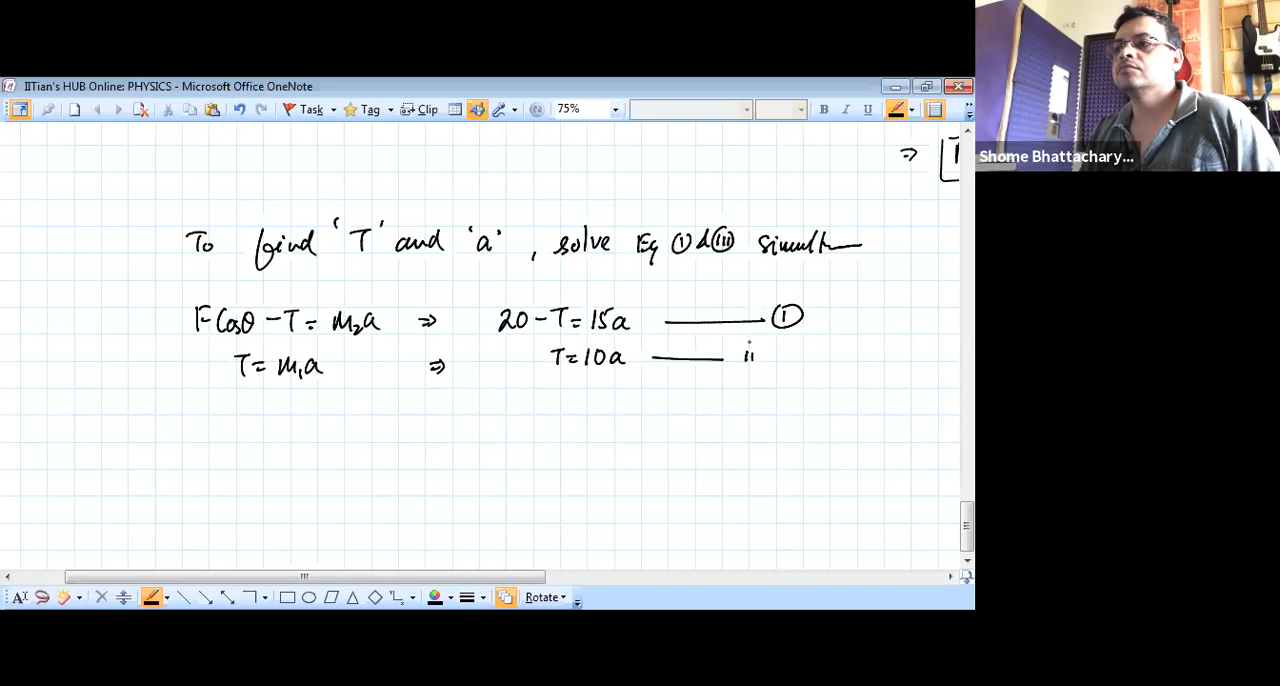 IITian's HUB Online: PHYSICS - Microsoft Office OneNote
Task Tag Clip 75% B I U
Shome Bhattachary...
⇒
To find 'T' and 'a', solve Eq ① & ⓘⓘⓘ simult
F Cosθ - T = m₂a ⇒ 20 - T = 15a ——— ①
T = m₁a ⇒ T = 10a ——— ii
A Rotate